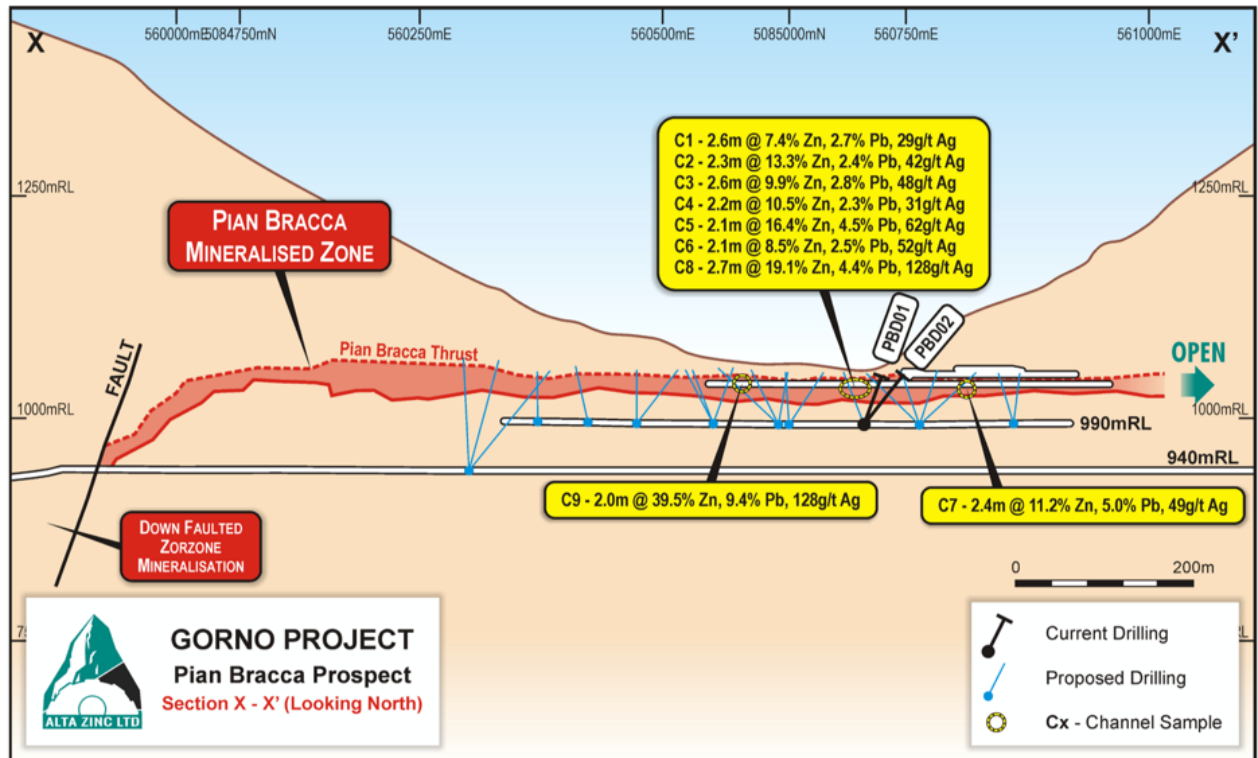 X
560000mE
5084750mN
560250mE
560500mE
5085000mN
560750mE
561000mE
X'
C1 - 2.6m @ 7.4% Zn, 2.7% Pb, 29g/t Ag
C2 - 2.3m @ 13.3% Zn, 2.4% Pb, 42g/t Ag
C3 - 2.6m @ 9.9% Zn, 2.8% Pb, 48g/t Ag
C4 - 2.2m @ 10.5% Zn, 2.3% Pb, 31g/t Ag
C5 - 2.1m @ 16.4% Zn, 4.5% Pb, 62g/t Ag
C6 - 2.1m @ 8.5% Zn, 2.5% Pb, 52g/t Ag
C8 - 2.7m @ 19.1% Zn, 4.4% Pb, 128g/t Ag
1250mRL
1250mRL
PIAN BRACCA
MINERALISED ZONE
PBD01
PBD02
Pian Bracca Thrust
FAULT
OPEN
1000mRL
1000mRL
990mRL
940mRL
C9 - 2.0m @ 39.5% Zn, 9.4% Pb, 128g/t Ag
C7 - 2.4m @ 11.2% Zn, 5.0% Pb, 49g/t Ag
DOWN FAULTED
ZORZONE
MINERALISATION
0
200m
GORNO PROJECT
Pian Bracca Prospect
Section X - X' (Looking North)
ALTA ZINC LTD
Current Drilling
Proposed Drilling
Cx - Channel Sample